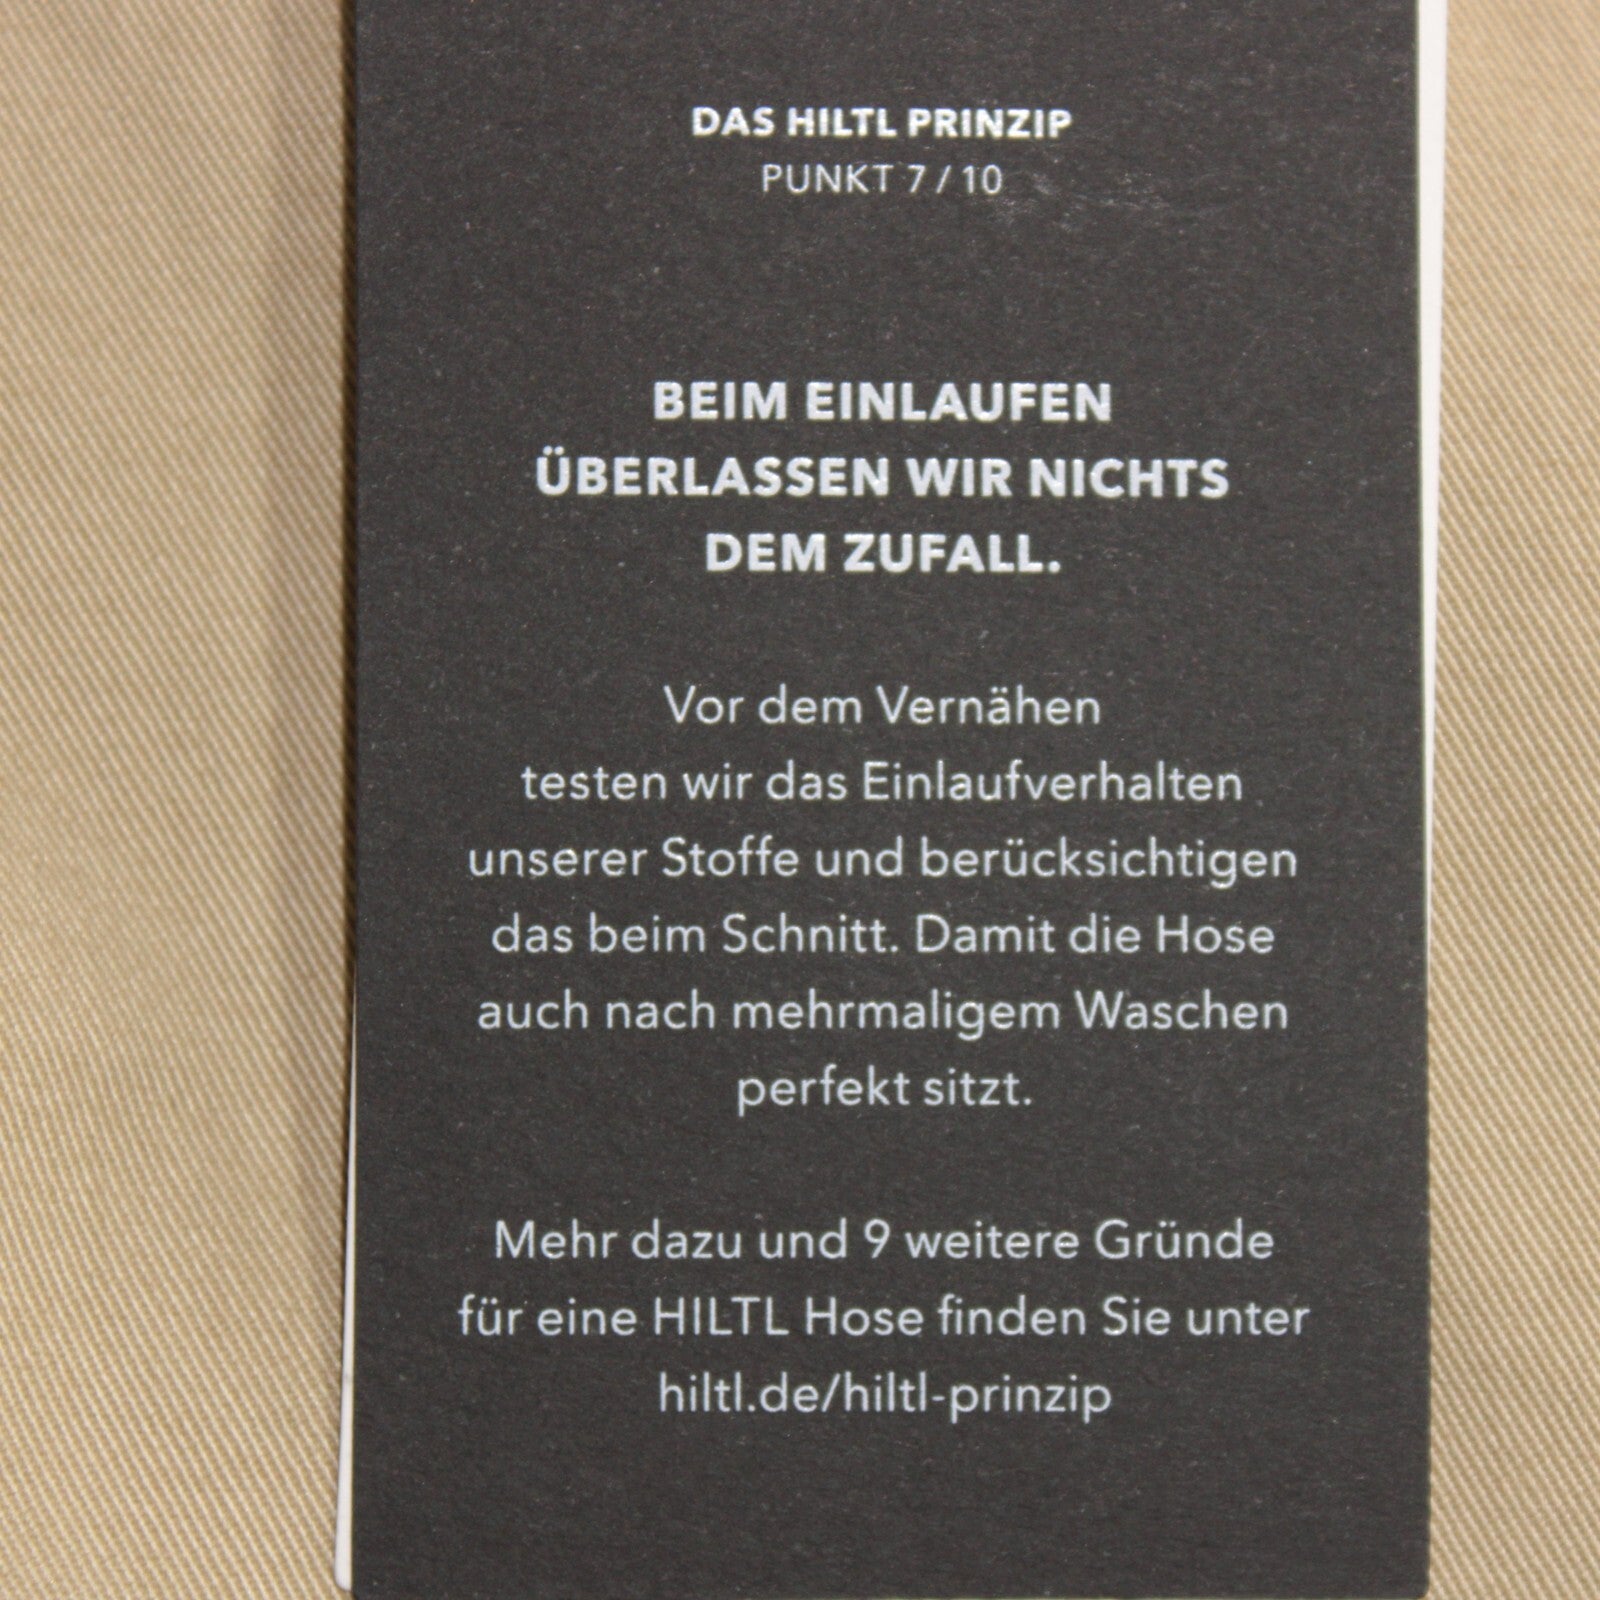 DAS HILTL PRINZIP
PUNKT 7 / 10
BEIM EINLAUFEN
ÜBERLASSEN WIR NICHTS
DEM ZUFALL.
Vor dem Vernähen
testen wir das Einlaufverhalten
unserer Stoffe und berücksichtigen
das beim Schnitt. Damit die Hose
auch nach mehrmaligem Waschen
perfekt sitzt.
Mehr dazu und 9 weitere Gründe
für eine HILTL Hose finden Sie unter
hiltl.de/hiltl-prinzip